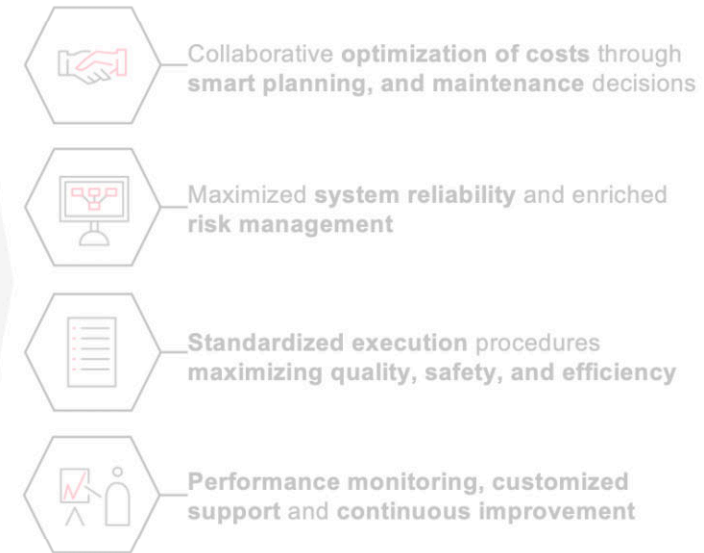 Collaborative optimization of costs through
smart planning, and maintenance decisions
Maximized system reliability and enriched
risk management
Standardized execution procedures
maximizing quality, safety, and efficiency
Performance monitoring, customized
support and continuous improvement